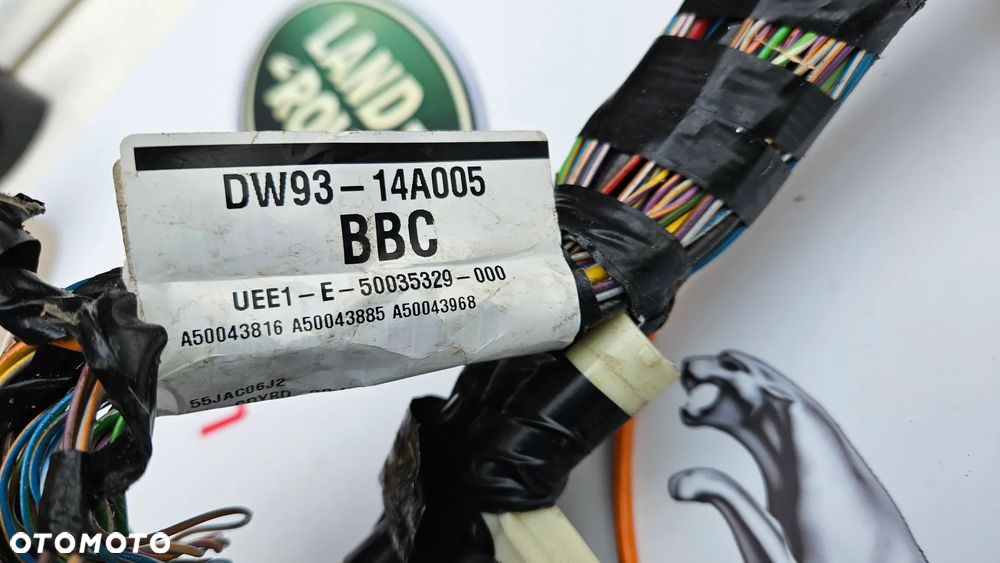 LAND
ROVER
DW93-14A005
BBC
UEE1-E-50035329-000
A50043816 A50043885 A50043968
55JAC06J2
OTOMOTO